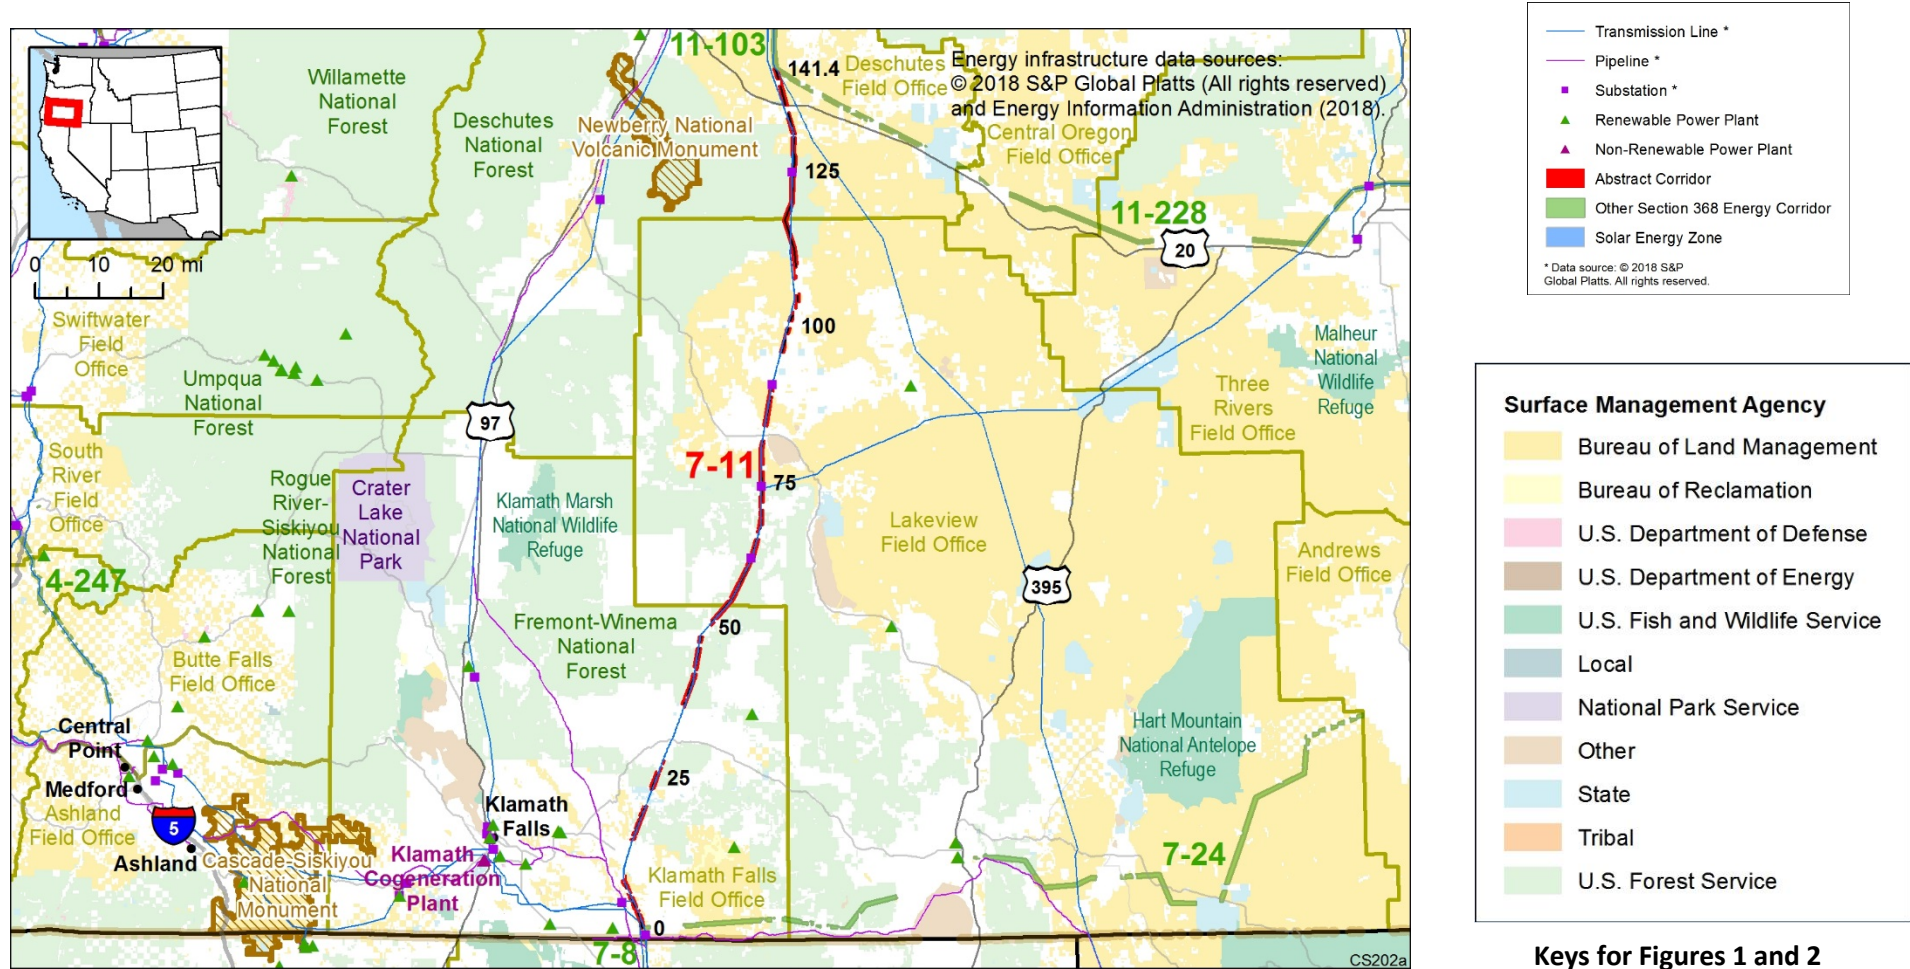 11-103
141.4
Deschutes
Field Office
Energy infrastructure data sources:
© 2018 S&P Global Platts (All rights reserved)
and Energy Information Administration (2018).
Willamette
National
Forest
Deschutes
National
Forest
Newberry National
Volcanic Monument
Central Oregon
Field Office
125
11-228
20
0 10 20 mi
Swiftwater
Field
Office
100
Malheur
National
Wildlife
Refuge
Umpqua
National
Forest
97
Three
Rivers
Field Office
South
River
Field
Office
Rogue
River-
Siskiyou
National
Forest
Crater
Lake
National
Park
Klamath Marsh
National Wildlife
Refuge
7-11
75
Lakeview
Field Office
Andrews
Field Office
4-247
395
50
Fremont-Winema
National
Forest
Butte Falls
Field Office
Central
Point
Medford
Ashland
Field Office
5
Ashland
Cascade-Siskiyou
National
Monument
Klamath
Falls
Klamath
Cogeneration
Plant
25
Hart Mountain
National Antelope
Refuge
Klamath Falls
Field Office
7-24
0
7-8
CS202a
Transmission Line *
Pipeline *
Substation *
Renewable Power Plant
Non-Renewable Power Plant
Abstract Corridor
Other Section 368 Energy Corridor
Solar Energy Zone
* Data source: © 2018 S&P
Global Platts. All rights reserved.
Surface Management Agency
Bureau of Land Management
Bureau of Reclamation
U.S. Department of Defense
U.S. Department of Energy
U.S. Fish and Wildlife Service
Local
National Park Service
Other
State
Tribal
U.S. Forest Service
Keys for Figures 1 and 2